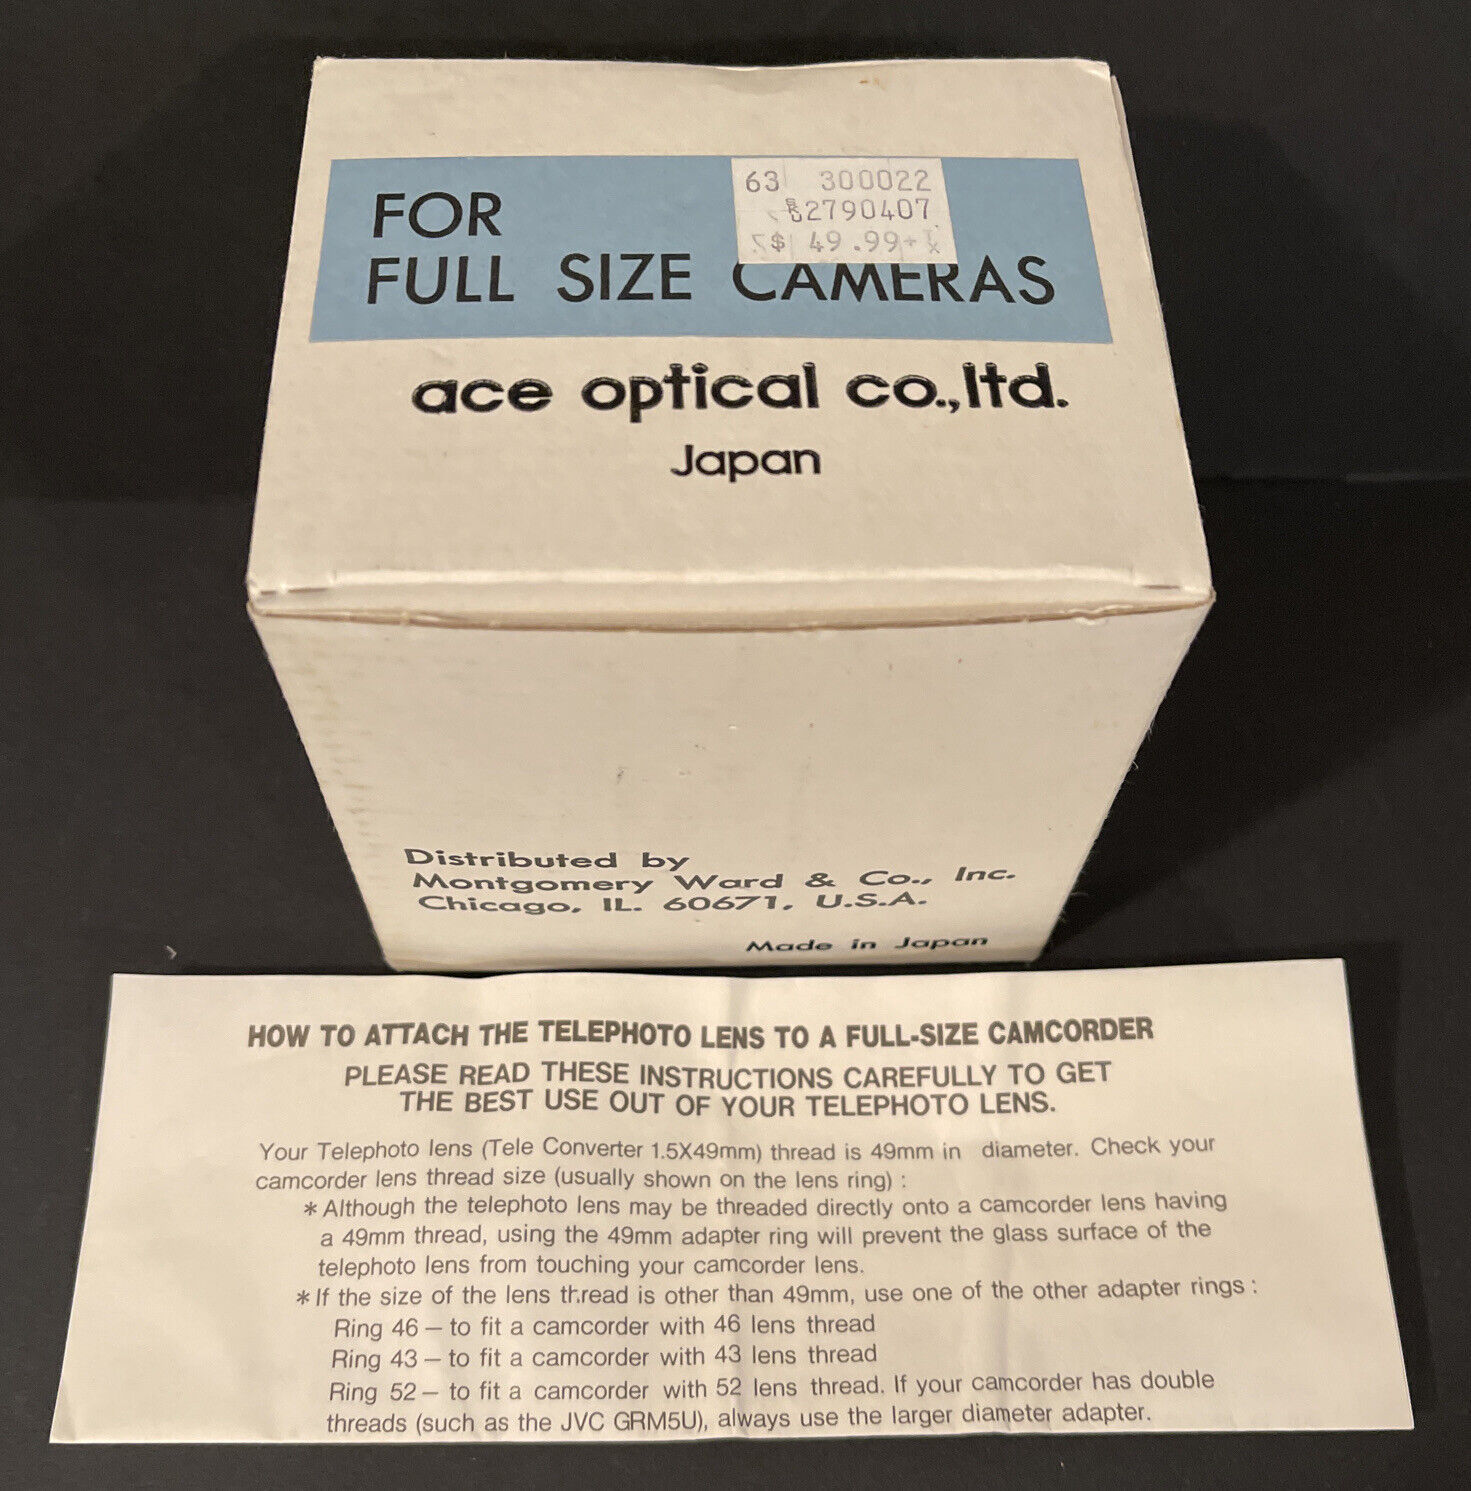 63 300022
82790407
$ 49.99+
FOR
FULL SIZE CAMERAS
ace optical co.,ltd.
Japan
Distributed by
Montgomery Ward & Co., Inc.
Chicago, IL. 60671, U.S.A.
Made in Japan
HOW TO ATTACH THE TELEPHOTO LENS TO A FULL-SIZE CAMCORDER
PLEASE READ THESE INSTRUCTIONS CAREFULLY TO GET
THE BEST USE OUT OF YOUR TELEPHOTO LENS.
Your Telephoto lens (Tele Converter 1.5X49mm) thread is 49mm in diameter. Check your
camcorder lens thread size (usually shown on the lens ring) :
* Although the telephoto lens may be threaded directly onto a camcorder lens having
a 49mm thread, using the 49mm adapter ring will prevent the glass surface of the
telephoto lens from touching your camcorder lens.
* If the size of the lens th.read is other than 49mm, use one of the other adapter rings :
Ring 46 – to fit a camcorder with 46 lens thread
Ring 43 – to fit a camcorder with 43 lens thread
Ring 52 – to fit a camcorder with 52 lens thread. If your camcorder has double
threads (such as the JVC GRM5U), always use the larger diameter adapter.